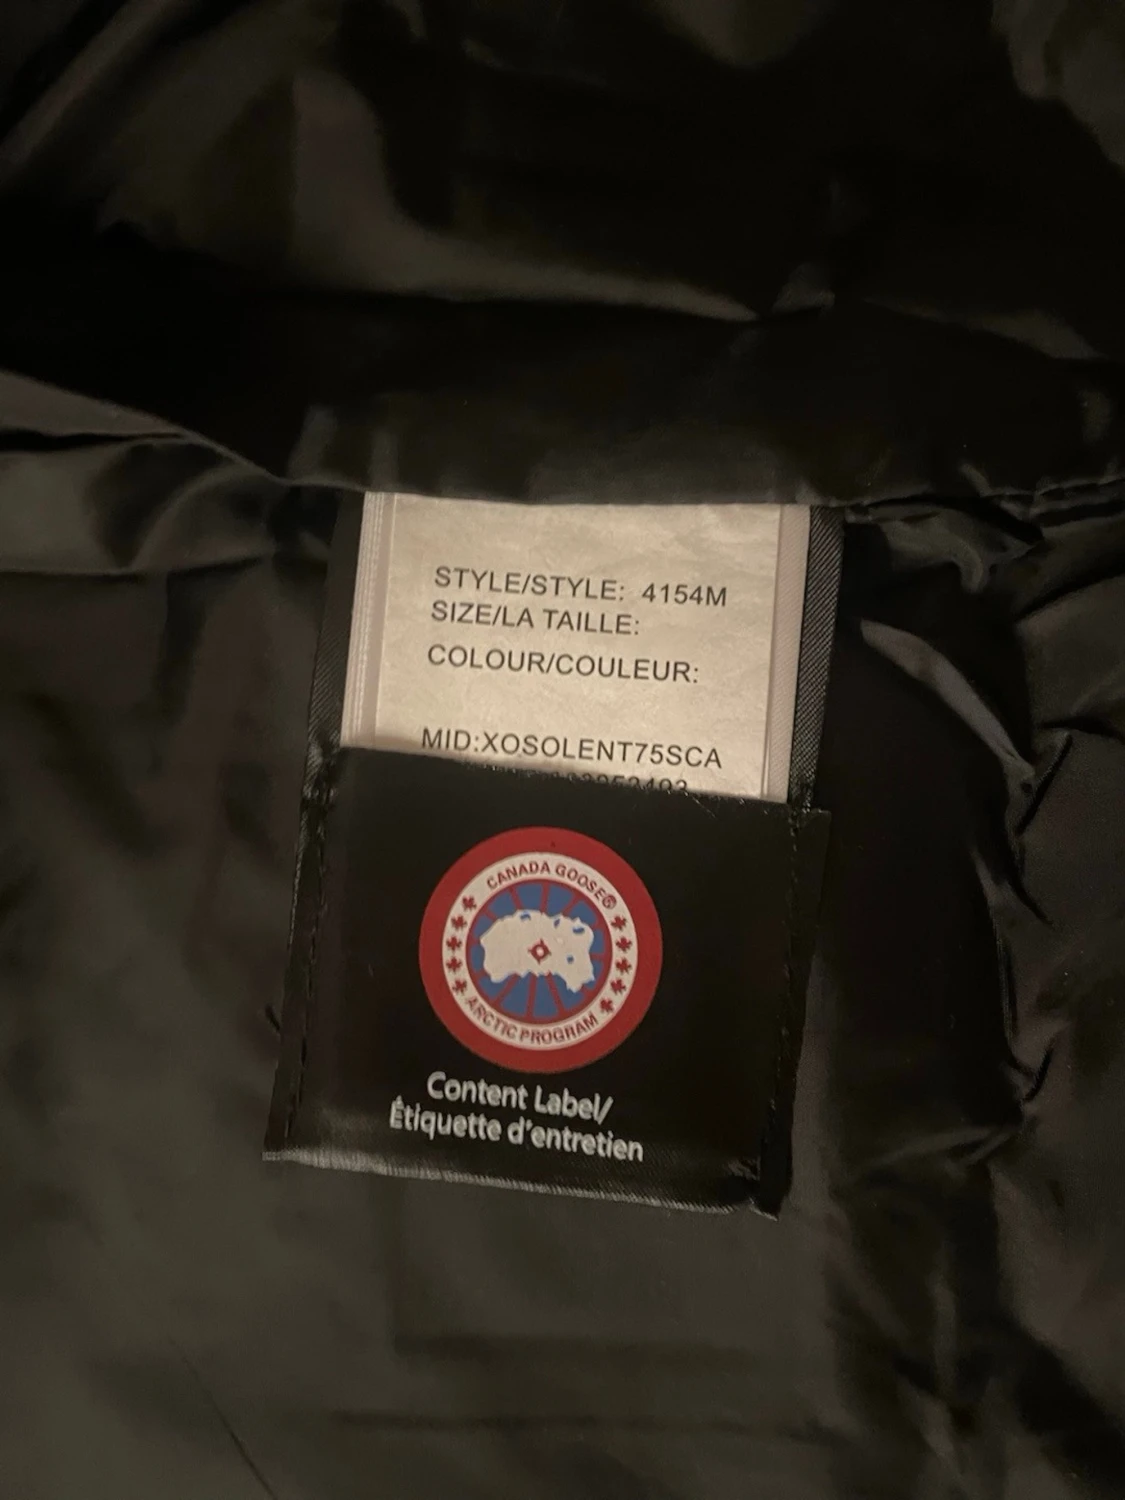 STYLE/STYLE: 4154M
SIZE/LA TAILLE:
COLOUR/COULEUR:
MID:XOSOLENT75SCA
CANADA GOOSE®
ARCTIC PROGRAM
Content Label/
Étiquette d'entretien